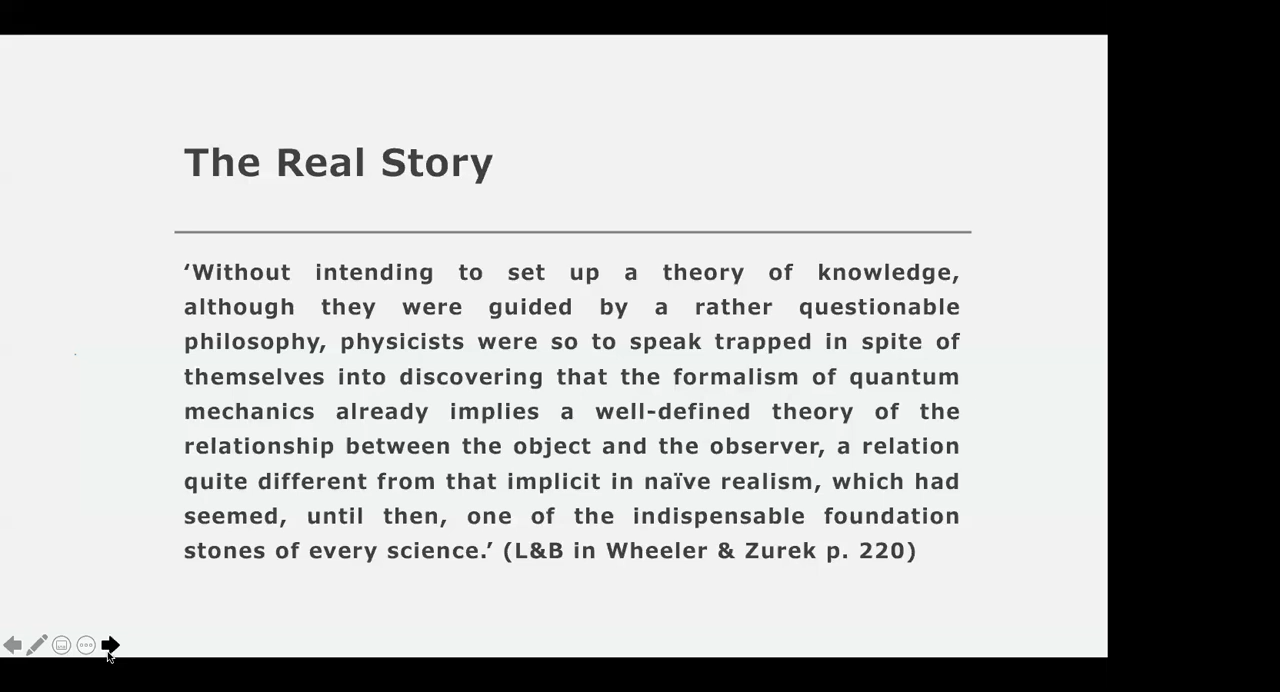 The Real Story
‘Without intending to set up a theory of knowledge,
although they were guided by a rather questionable
philosophy, physicists were so to speak trapped in spite of
themselves into discovering that the formalism of quantum
mechanics already implies a well-defined theory of the
relationship between the object and the observer, a relation
quite different from that implicit in naïve realism, which had
seemed, until then, one of the indispensable foundation
stones of every science.’ (L&B in Wheeler & Zurek p. 220)